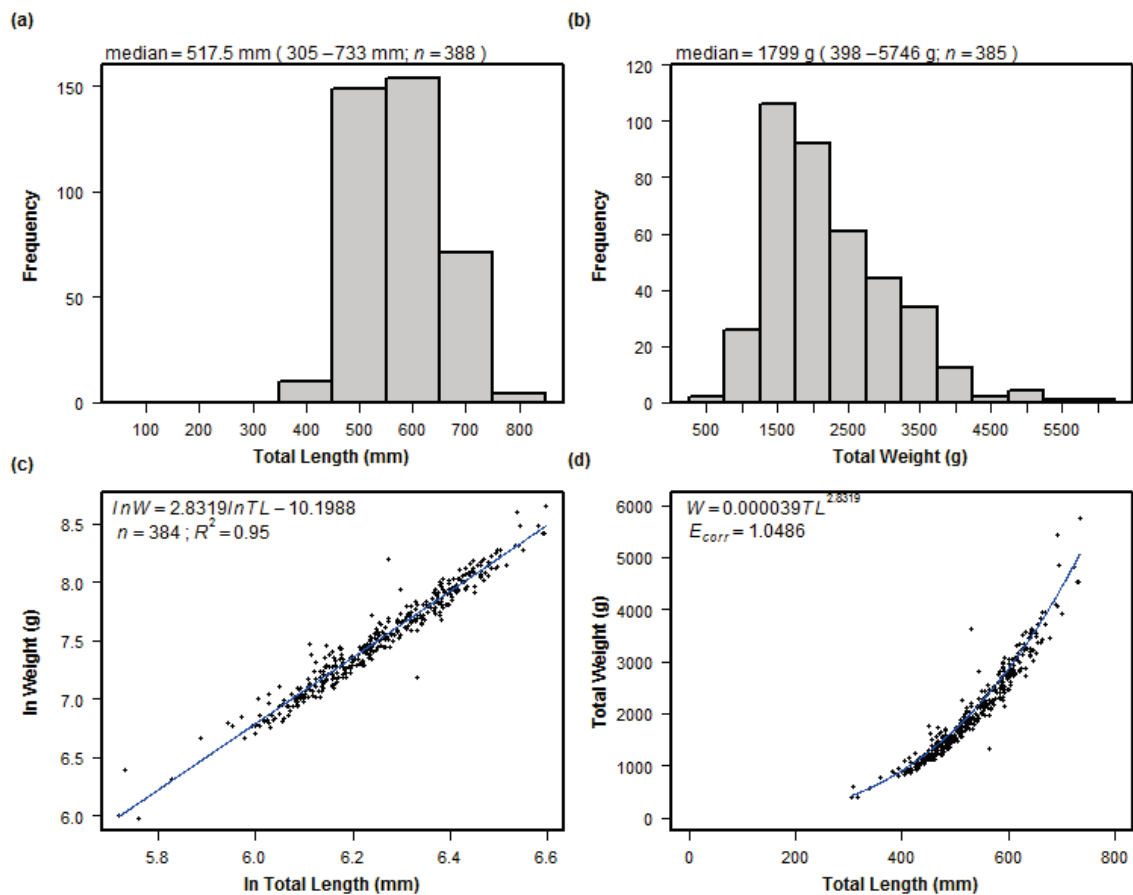 (a)
median = 517.5 mm ( 305 – 733 mm; n = 388 )
150
100
50
0
Frequency
100 200 300 400 500 600 700 800
Total Length (mm)
(b)
median = 1799 g ( 398 – 5746 g; n = 385 )
120
100
80
60
40
20
0
Frequency
500 1500 2500 3500 4500 5500
Total Weight (g)
(c)
lnW = 2.8319lnTL – 10.1988
n = 384 ; R² = 0.95
8.5
8.0
7.5
7.0
6.5
6.0
ln Weight (g)
5.8 6.0 6.2 6.4 6.6
ln Total Length (mm)
(d)
W = 0.000039TL^2.8319
E_corr = 1.0486
6000
5000
4000
3000
2000
1000
0
Total Weight (g)
0 200 400 600 800
Total Length (mm)